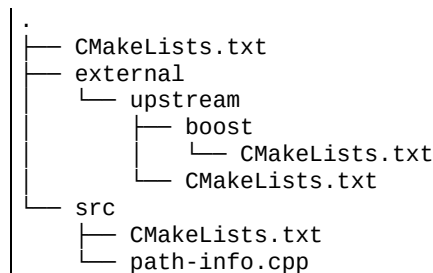 .
├── CMakeLists.txt
├── external
│   └── upstream
│       ├── boost
│       │   └── CMakeLists.txt
│       └── CMakeLists.txt
└── src
    ├── CMakeLists.txt
    └── path-info.cpp